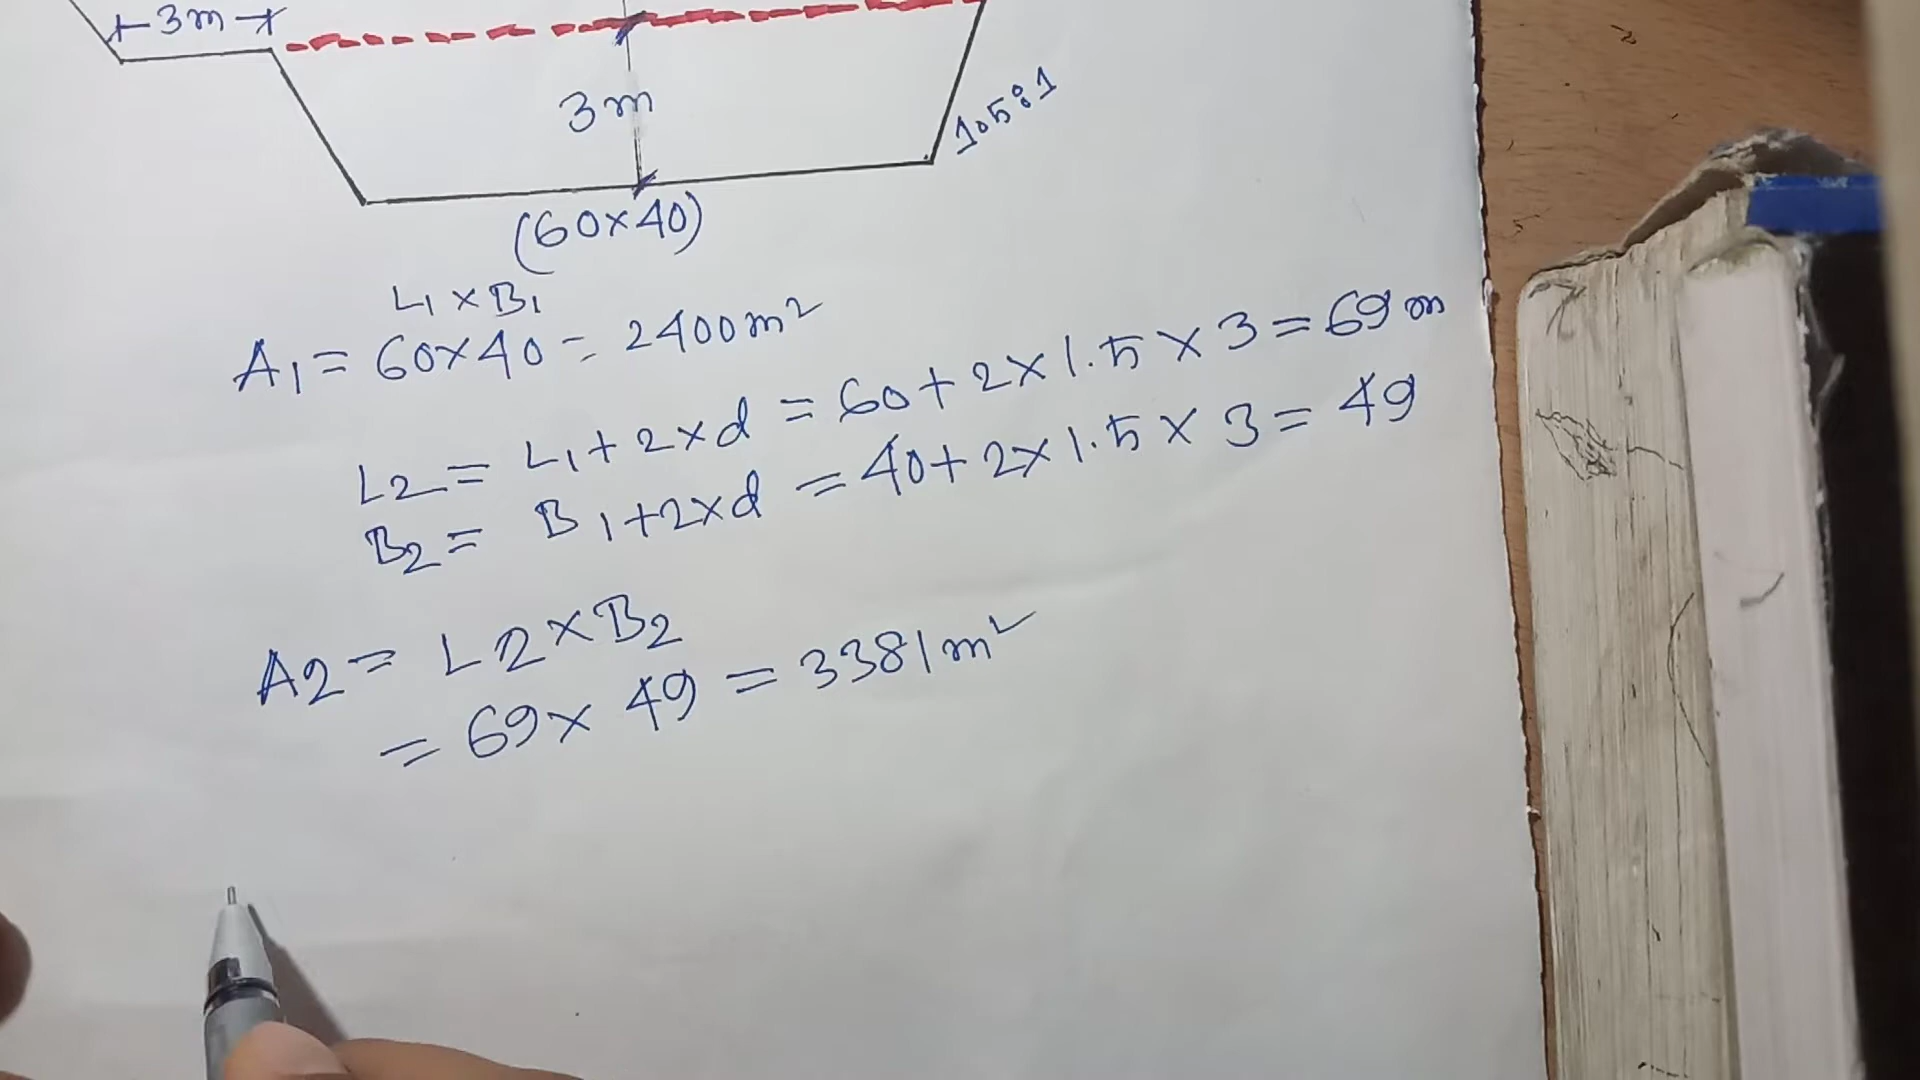 3m
3m
1.5:1
(60×40)
L1 × B1
A1 = 60×40 = 2400m²
L2 = L1 + 2×d = 60 + 2×1.5×3 = 69m
B2 = B1 + 2×d = 40 + 2×1.5×3 = 49
A2 = L2×B2
= 69×49 = 3381m²